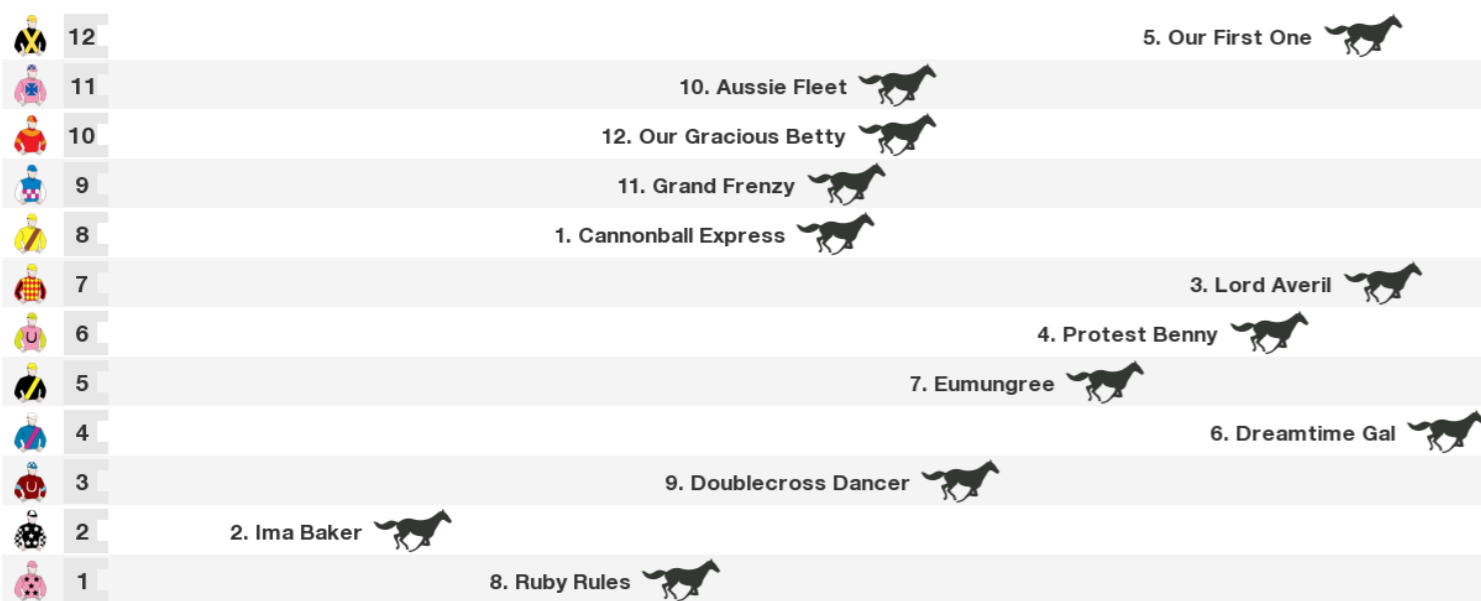 12 5. Our First One
11 10. Aussie Fleet
10 12. Our Gracious Betty
9 11. Grand Frenzy
8 1. Cannonball Express
7 3. Lord Averil
6 4. Protest Benny
5 7. Eumungree
4 6. Dreamtime Gal
3 9. Doublecross Dancer
2 2. Ima Baker
1 8. Ruby Rules